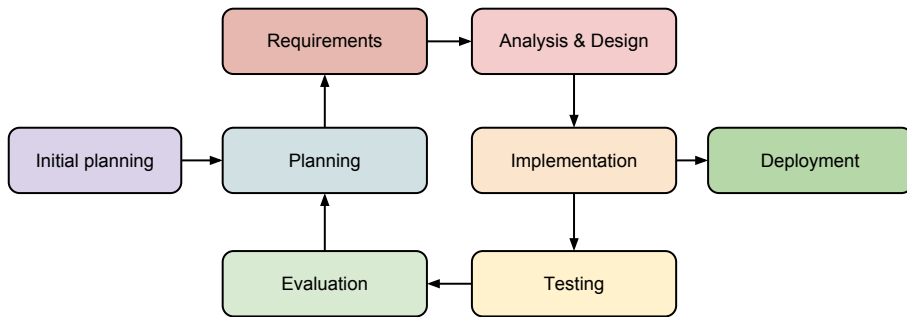 Requirements
Analysis & Design
Initial planning
Planning
Implementation
Deployment
Evaluation
Testing